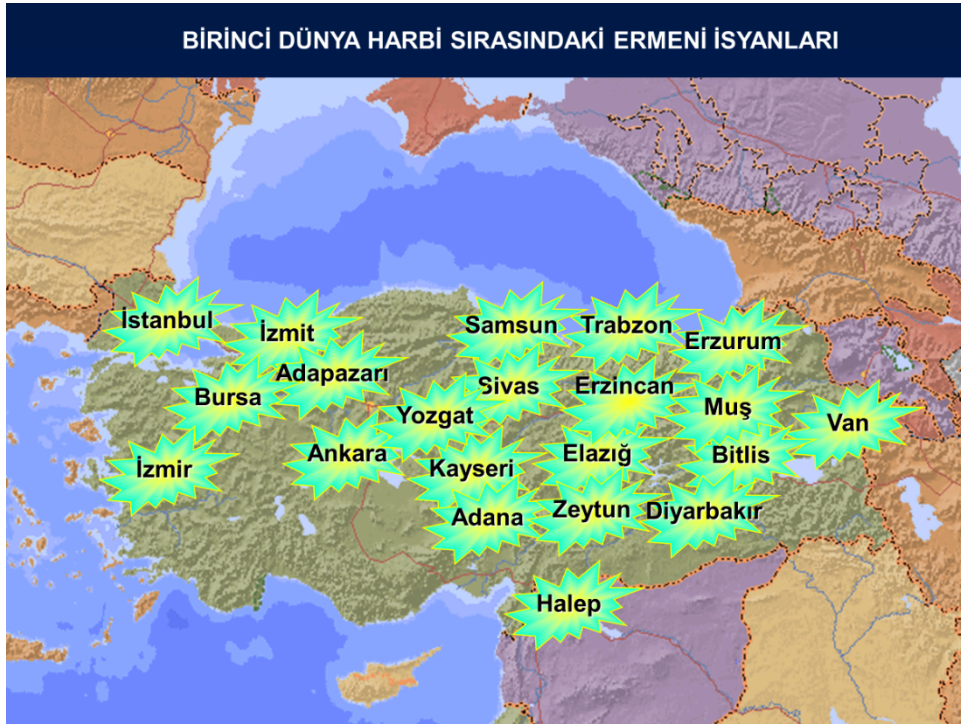 BİRİNCİ DÜNYA HARBİ SIRASINDAKİ ERMENİ İSYANLARI
İstanbul
İzmit
Samsun
Trabzon
Erzurum
Adapazarı
Bursa
Sivas
Erzincan
Yozgat
Muş
Van
İzmir
Ankara
Kayseri
Elazığ
Bitlis
Adana
Zeytun
Diyarbakır
Halep